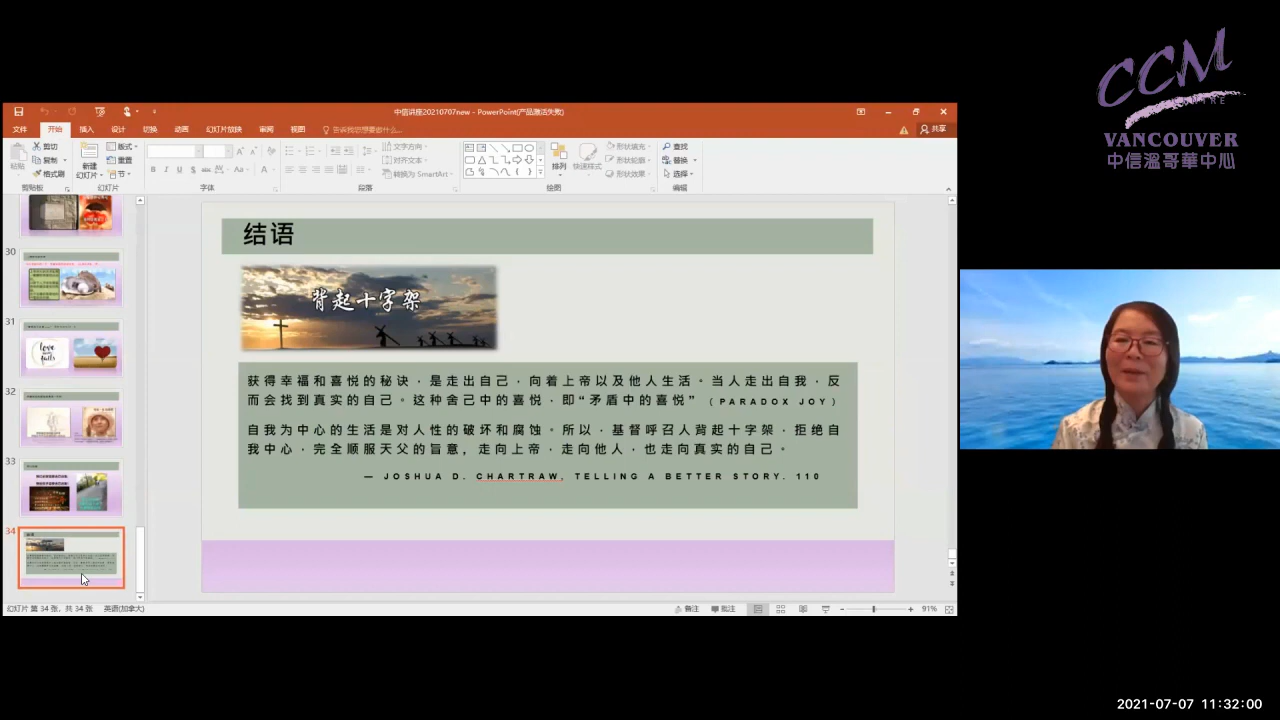 CCM
CENTRE
VANCOUVER
中信溫哥華中心
中信讲座20210707new - PowerPoint(产品激活失败)
文件 开始 插入 设计 切换 动画 幻灯片放映 审阅 视图 告诉我您想要做什么... 共享
粘贴 剪切 复制 格式刷 剪贴板
新建幻灯片 版式 重置 节 幻灯片
字体
文字方向 对齐文本 转换为 SmartArt 段落
排列 快速样式 形状填充 形状轮廓 形状效果 绘图
查找 替换 选择 编辑
30
31
love
never
fails
32
33
34
结语
背起十字架
获得幸福和喜悦的秘诀，是走出自己，向着上帝以及他人生活。当人走出自我，反
而会找到真实的自己。这种舍己中的喜悦，即“矛盾中的喜悦” (PARADOX JOY)
自我为中心的生活是对人性的破坏和腐蚀。所以，基督呼召人背起十字架，拒绝自
我中心，完全顺服天父的旨意，走向上帝，走向他人，也走向真实的自己。
— JOSHUA D. CHARTRAW, TELLING A BETTER STORY. 110
幻灯片 第 34 张，共 34 张 英语(加拿大) 备注 批注 91%
2021-07-07 11:32:00